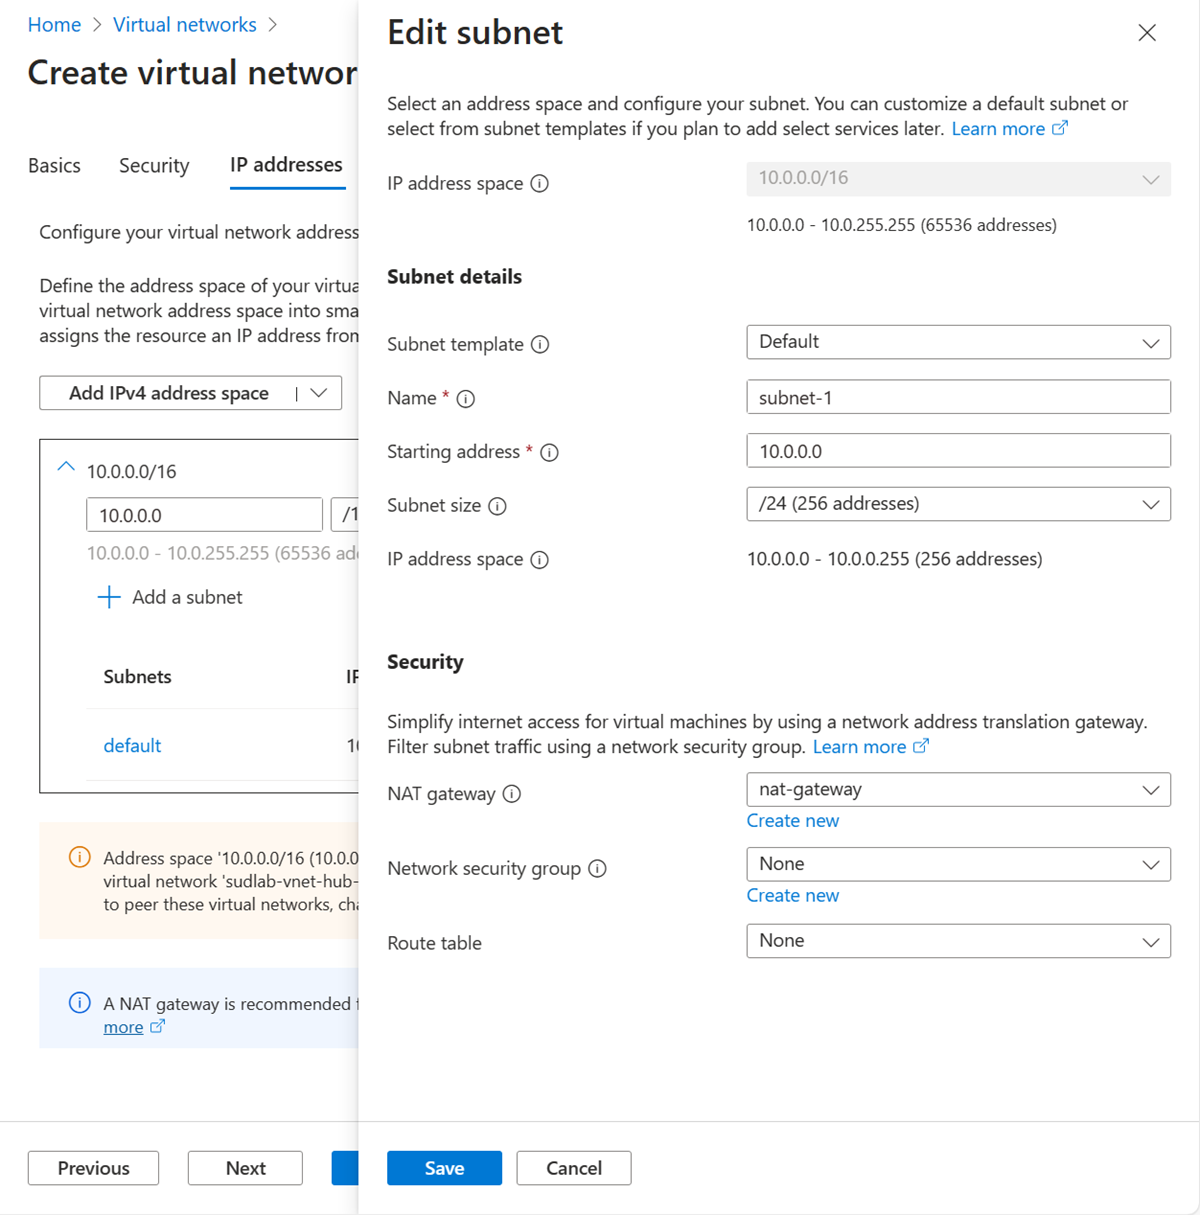 Home > Virtual networks >
Create virtual networ
Basics Security IP addresses
Configure your virtual network address
Define the address space of your virtua
virtual network address space into sma
assigns the resource an IP address from
Add IPv4 address space |
10.0.0.0/16
10.0.0.0 /1
10.0.0.0 - 10.0.255.255 (65536 add
+ Add a subnet
Subnets IP
default 10
Address space '10.0.0.0/16 (10.0.0
virtual network 'sudlab-vnet-hub-
to peer these virtual networks, cha
A NAT gateway is recommended f
more
Previous Next
Edit subnet
Select an address space and configure your subnet. You can customize a default subnet or
select from subnet templates if you plan to add select services later. Learn more
IP address space 10.0.0.0/16
10.0.0.0 - 10.0.255.255 (65536 addresses)
Subnet details
Subnet template Default
Name * subnet-1
Starting address * 10.0.0.0
Subnet size /24 (256 addresses)
IP address space 10.0.0.0 - 10.0.0.255 (256 addresses)
Security
Simplify internet access for virtual machines by using a network address translation gateway.
Filter subnet traffic using a network security group. Learn more
NAT gateway nat-gateway
Create new
Network security group None
Create new
Route table None
Save Cancel